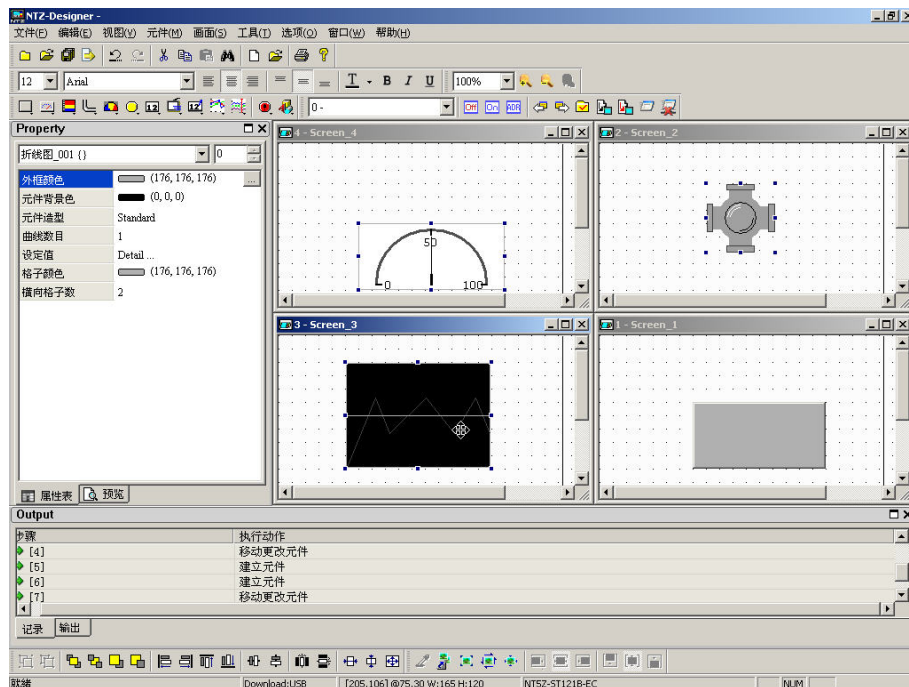 NTZ-Designer -
文件(F) 编辑(E) 视图(V) 元件(M) 画面(S) 工具(T) 选项(O) 窗口(W) 帮助(H)
12 Arial T B I U 100%
0 - Off On ADR
Property
折线图_001 {} 0
外框颜色 (176, 176, 176) ...
元件背景色 (0, 0, 0)
元件造型 Standard
曲线数目 1
设定值 Detail ...
格子颜色 (176, 176, 176)
横向格子数 2
属性表 预览
4 - Screen_4
50
0 100
2 - Screen_2
3 - Screen_3
1 - Screen_1
Output
步骤 执行动作
[4] 移动更改元件
[5] 建立元件
[6] 建立元件
[7] 移动更改元件
记录 输出
就绪 Download:USB [205,106]@75.30 W:165 H:120 NT5Z-ST121B-EC NUM